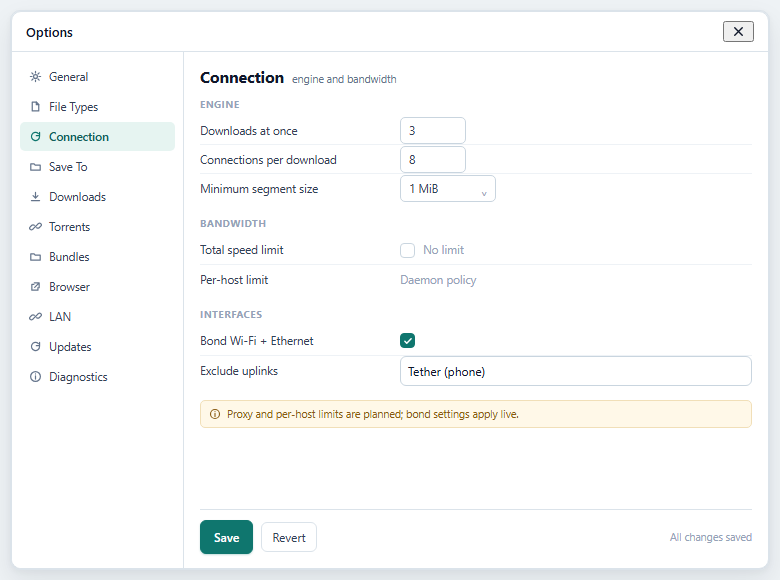 Options
General
File Types
Connection
Save To
Downloads
Torrents
Bundles
Browser
LAN
Updates
Diagnostics
Connection engine and bandwidth
ENGINE
Downloads at once 3
Connections per download 8
Minimum segment size 1 MiB
BANDWIDTH
Total speed limit No limit
Per-host limit Daemon policy
INTERFACES
Bond Wi-Fi + Ethernet
Exclude uplinks Tether (phone)
Proxy and per-host limits are planned; bond settings apply live.
Save Revert All changes saved